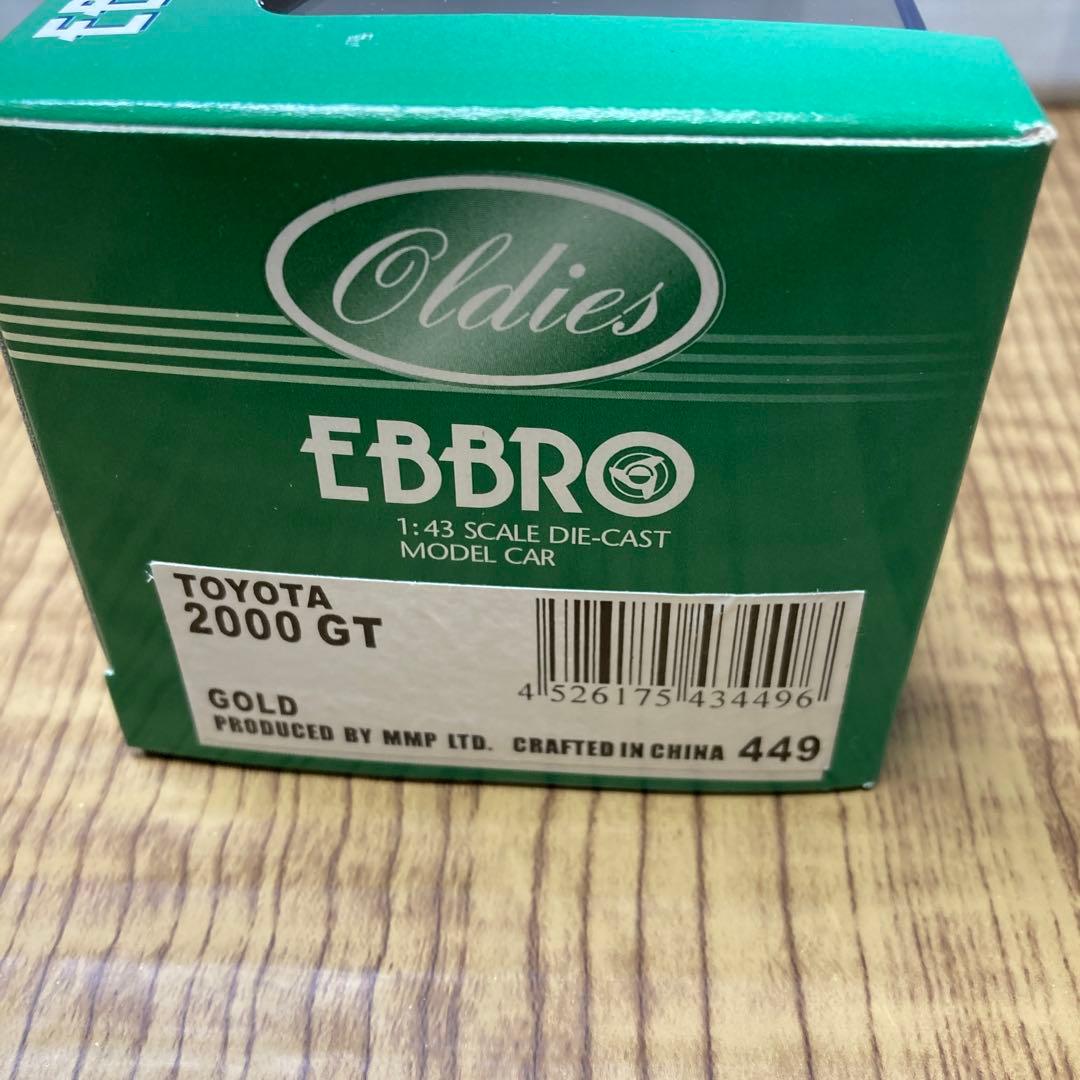 Oldies
EBBRO
1:43 SCALE DIE-CAST
MODEL CAR
TOYOTA
2000 GT
4 526175 434496
GOLD
PRODUCED BY MMP LTD. CRAFTED IN CHINA 449